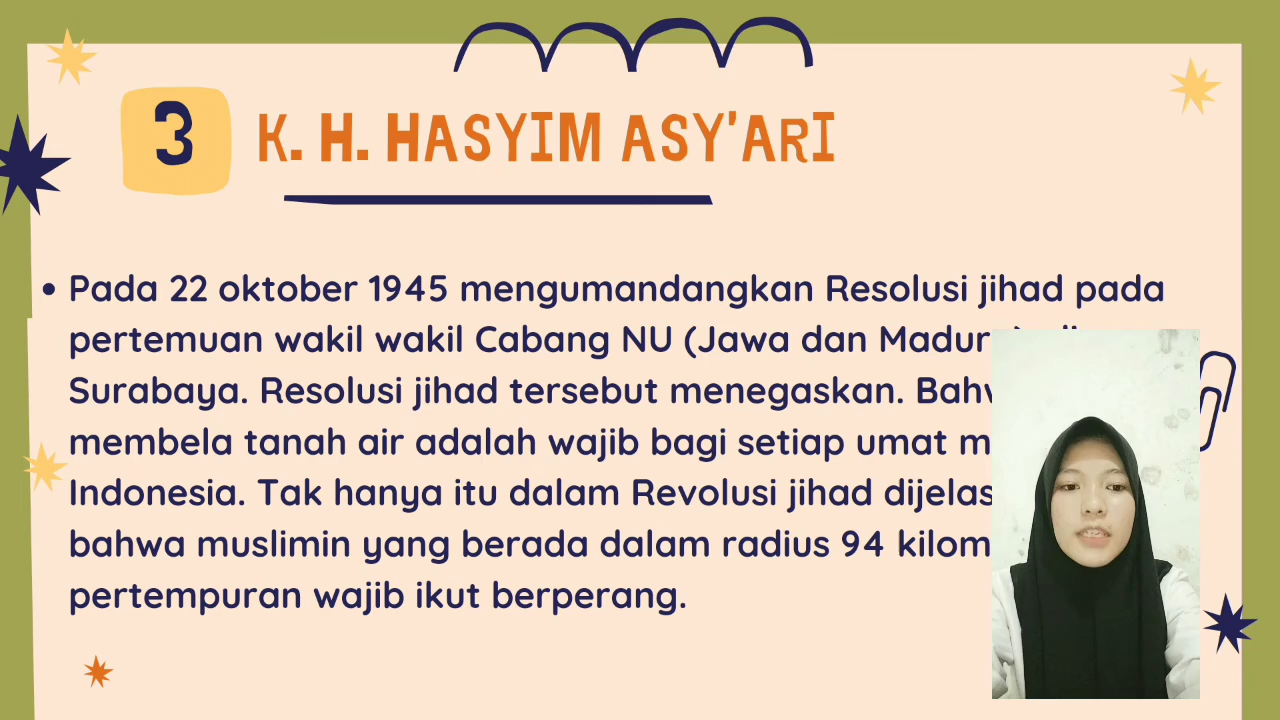 3
K. H. HASYIM ASY'ARI
• Pada 22 oktober 1945 mengumandangkan Resolusi jihad pada
pertemuan wakil wakil Cabang NU (Jawa dan
Surabaya. Resolusi jihad tersebut menegaskan.
membela tanah air adalah wajib bagi setiap umat
Indonesia. Tak hanya itu dalam Revolusi jihad
bahwa muslimin yang berada dalam radius 94
pertempuran wajib ikut berperang.